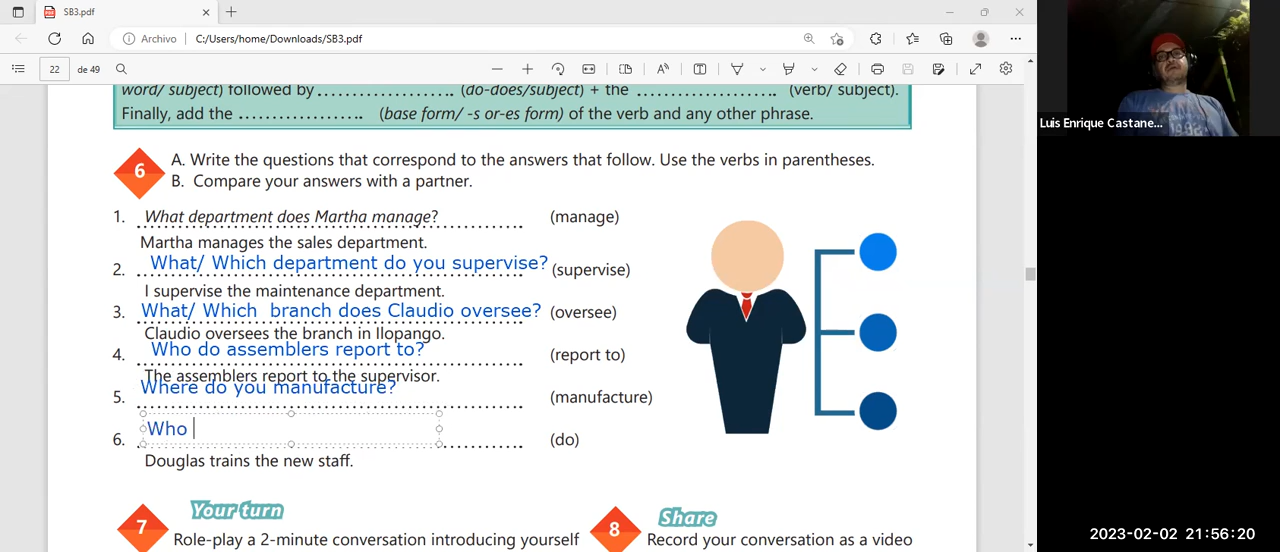 SB3.pdf
Archivo
C:/Users/home/Downloads/SB3.pdf
22
de 49
word/ subject) followed by .................... (do-does/subject) + the .................... (verb/ subject).
Finally, add the .................. (base form/ -s or-es form) of the verb and any other phrase.
6
A. Write the questions that correspond to the answers that follow. Use the verbs in parentheses.
B. Compare your answers with a partner.
1. What department does Martha manage? (manage)
Martha manages the sales department.
2. What/ Which department do you supervise? (supervise)
I supervise the maintenance department.
3. What/ Which branch does Claudio oversee? (oversee)
Claudio oversees the branch in Ilopango.
4. Who do assemblers report to? (report to)
The assemblers report to the supervisor.
5. Where do you manufacture? (manufacture)
6. Who (do)
Douglas trains the new staff.
7
Your turn
Role-play a 2-minute conversation introducing yourself
8
Share
Record your conversation as a video
Luis Enrique Castane...
2023-02-02 21:56:20